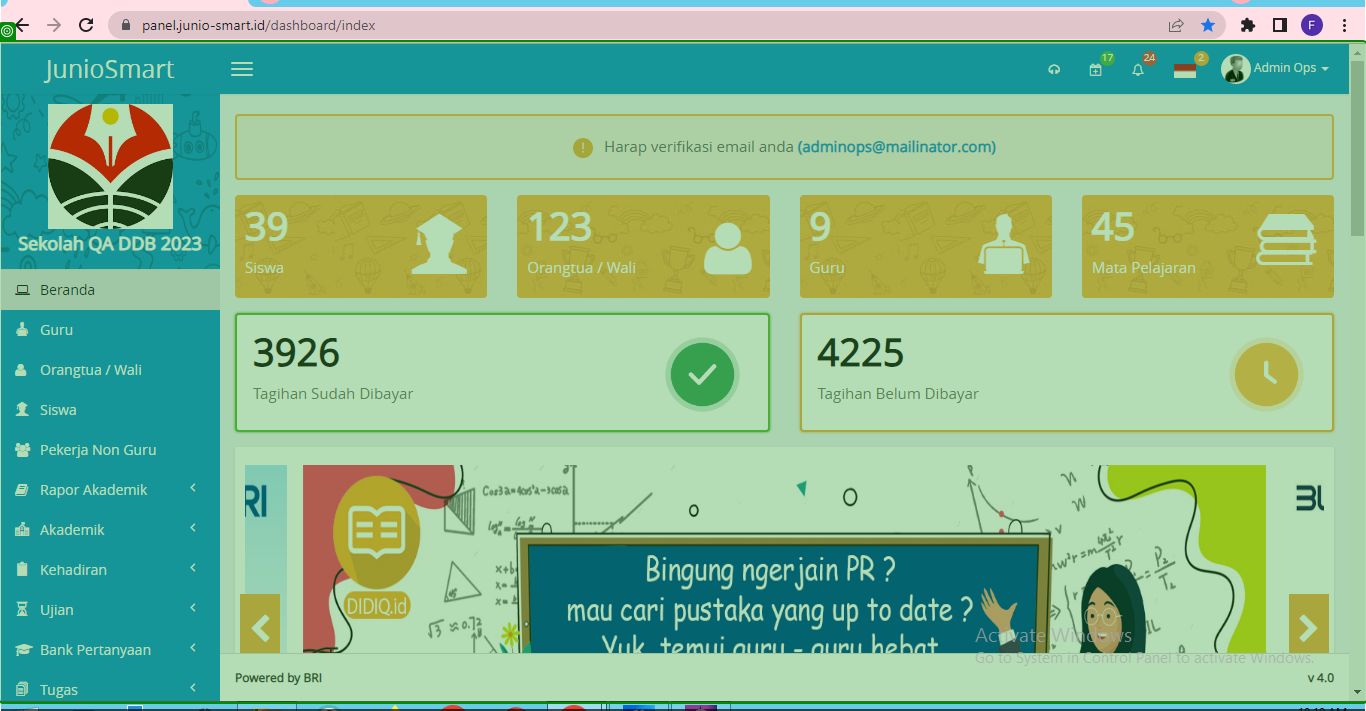 panel.junio-smart.id/dashboard/index
F
JunioSmart
17
24
2
Admin Ops
Sekolah QA DDB 2023
Beranda
Guru
Orangtua / Wali
Siswa
Pekerja Non Guru
Rapor Akademik
Akademik
Kehadiran
Ujian
Bank Pertanyaan
Tugas
Harap verifikasi email anda (adminops@mailinator.com)
39
Siswa
123
Orangtua / Wali
9
Guru
45
Mata Pelajaran
3926
Tagihan Sudah Dibayar
4225
Tagihan Belum Dibayar
RI
DIDIQ.id
Bingung ngerjain PR ?
mau cari pustaka yang up to date ?
Yuk, temui guru - guru hebat
Activate Windows
Go to System in Control Panel to activate Windows.
Powered by BRI
v 4.0